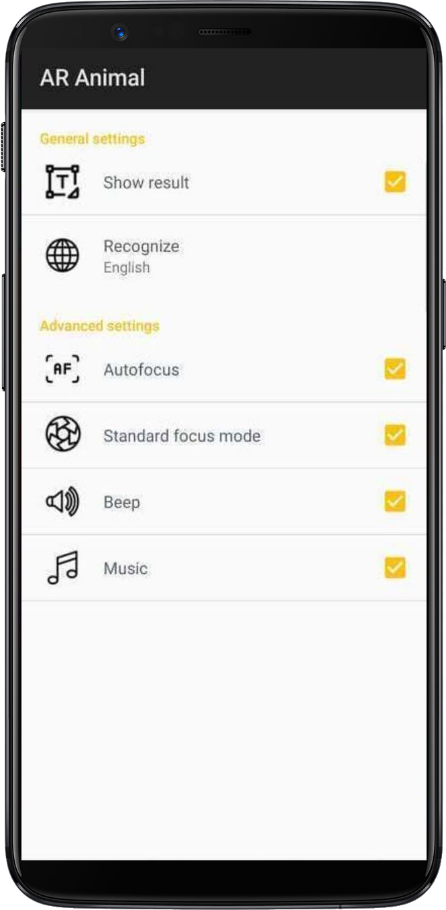 AR Animal
General settings
T
Show result
Recognize
English
Advanced settings
AF
Autofocus
Standard focus mode
Beep
Music